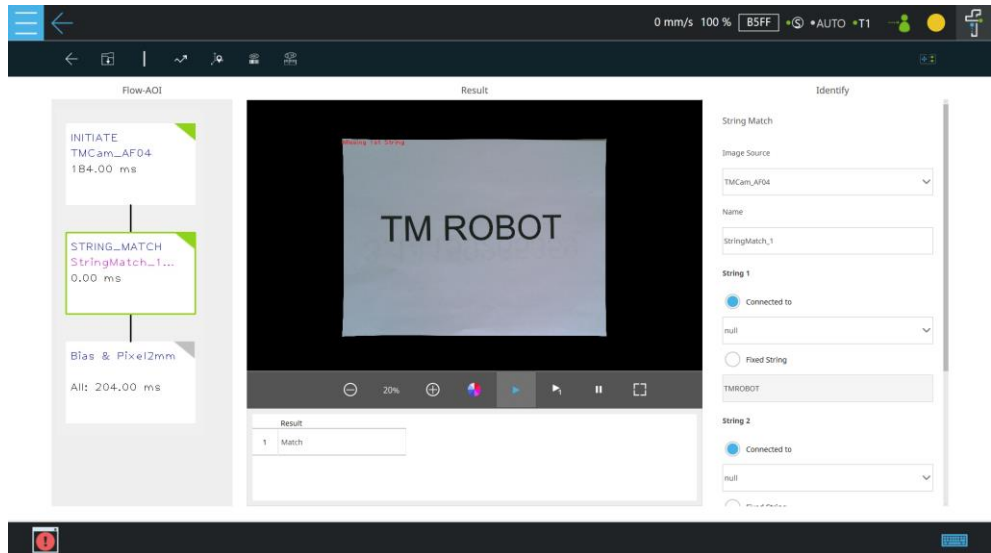 0 mm/s 100 % B5FF S AUTO T1
Flow-AOI
Result
Identify
INITIATE
TMCam_AF04
184.00 ms
STRING_MATCH
StringMatch_1...
0.00 ms
Bias & Pixel2mm
All: 204.00 ms
TM ROBOT
20%
Result
1 Match
String Match
Image Source
TMCam_AF04
Name
StringMatch_1
String 1
Connected to
null
Fixed String
TMROBOT
String 2
Connected to
null
Fixed String